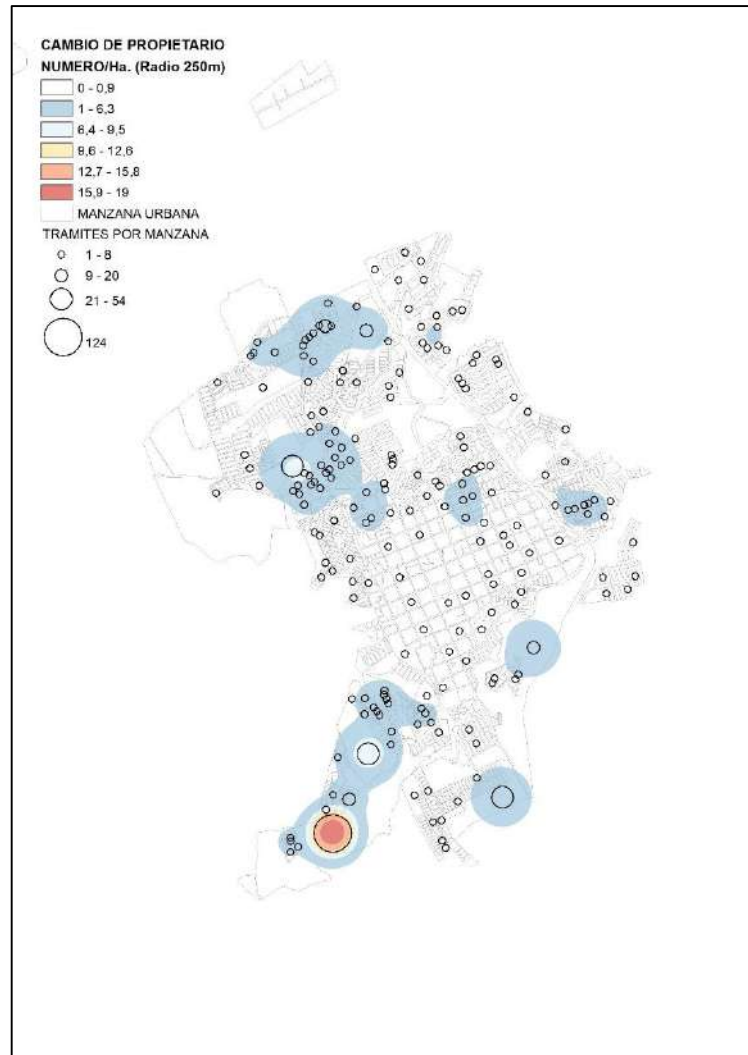 CAMBIO DE PROPIETARIO
NUMERO/Ha. (Radio 250m)
0 - 0,9
1 - 6,3
6,4 - 9,5
9,6 - 12,6
12,7 - 15,8
15,9 - 19
MANZANA URBANA
TRAMITES POR MANZANA
1 - 8
9 - 20
21 - 54
124